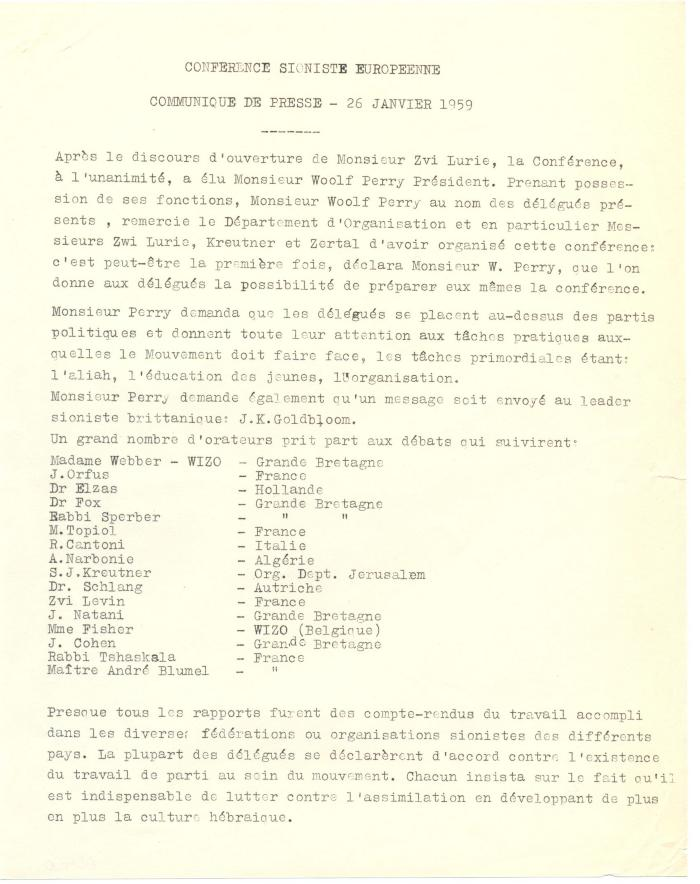 CONFERENCE SIONISTE EUROPEENNE
COMMUNIQUE DE PRESSE - 26 JANVIER 1959
-------
Après le discours d'ouverture de Monsieur Zvi Lurie, la Conférence,
à l'unanimité, a élu Monsieur Woolf Perry Président. Prenant posses-
sion de ses fonctions, Monsieur Woolf Perry au nom des délégués pré-
sents , remercie le Département d'Organisation et en particulier Mes-
sieurs Zwi Lurie, Kreutner et Zertal d'avoir organisé cette conférence:
c'est peut-être la première fois, déclara Monsieur W. Perry, que l'on
donne aux délégués la possibilité de préparer eux mêmes la conférence.
Monsieur Perry demanda que les délégués se placent au-dessus des partis
politiques et donnent toute leur attention aux tâches pratiques aux-
quelles le Mouvement doit faire face, les tâches primordiales étant:
l'aliah, l'éducation des jeunes, l'organisation.
Monsieur Perry demande également qu'un message soit envoyé au leader
sioniste brittanique: J.K.Goldbloom.
Un grand nombre d'orateurs prit part aux débats qui suivirent:
Madame Webber - WIZO - Grande Bretagne
J.Orfus - France
Dr Elzas - Hollande
Dr Fox - Grande Bretagne
Rabbi Sperber - " "
M.Topiol - France
R.Cantoni - Italie
A.Narbonie - Algérie
S.J.Kreutner - Org. Dept. Jerusalem
Dr. Schlang - Autriche
Zvi Levin - France
J. Natani - Grande Bretagne
Mme Fisher - WIZO (Belgique)
J. Cohen - Grande Bretagne
Rabbi Tshaskala - France
Maître André Blumel - "
Presque tous les rapports furent des compte-rendus du travail accompli
dans les diverses fédérations ou organisations sionistes des différents
pays. La plupart des délégués se déclarèrent d'accord contre l'existence
du travail de parti au sein du mouvement. Chacun insista sur le fait qu'il
est indispensable de lutter contre l'assimilation en développant de plus
en plus la culture hébraique.